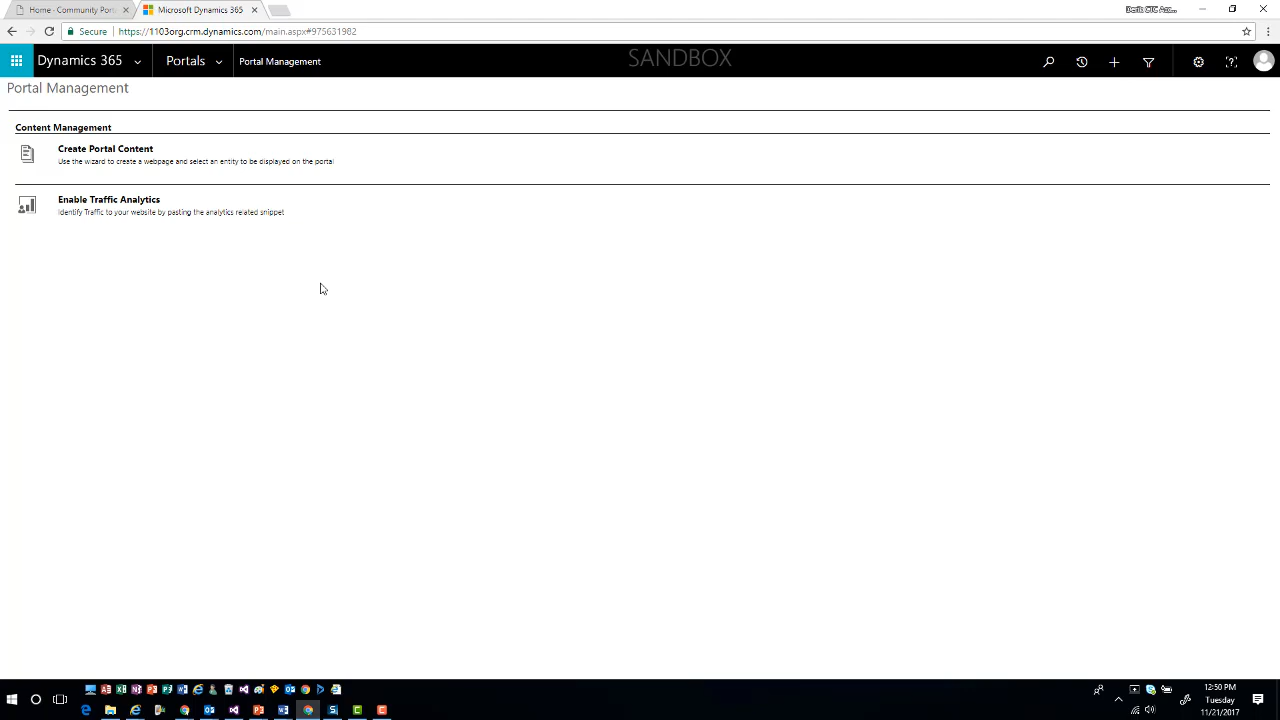 Home - Community Port
Microsoft Dynamics 365
Secure
https://1103org.crm.dynamics.com/main.aspx#975631982
Dynamics 365
Portals
Portal Management
SANDBOX
Portal Management
Content Management
Create Portal Content
Use the wizard to create a webpage and select an entity to be displayed on the portal
Enable Traffic Analytics
Identify Traffic to your website by pasting the analytics related snippet
12:50 PM
Tuesday
11/21/2017